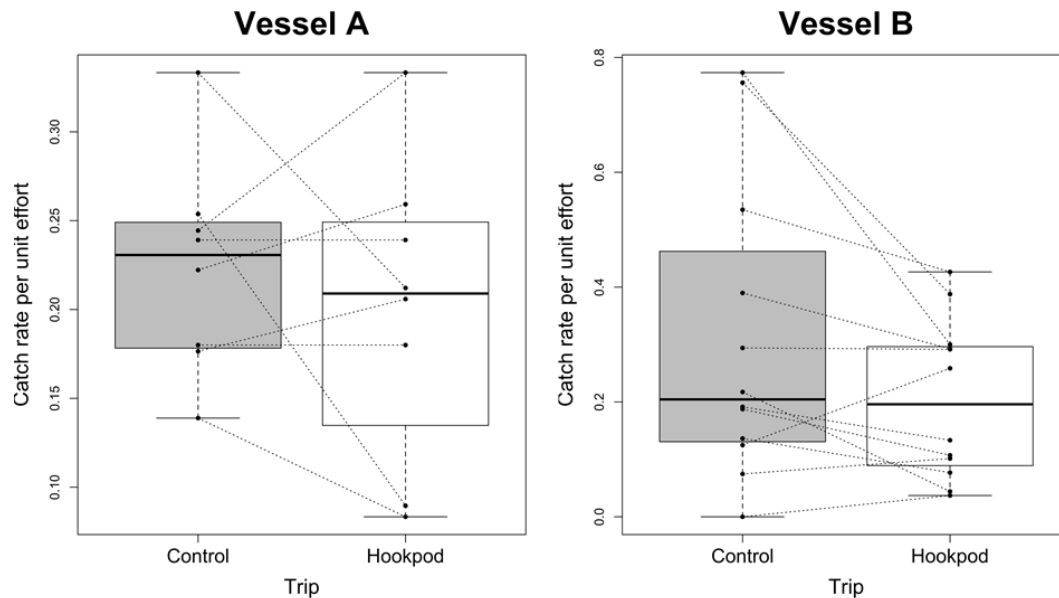 Vessel A
Catch rate per unit effort
0.30
0.25
0.20
0.15
0.10
Control
Hookpod
Trip
Vessel B
Catch rate per unit effort
0.8
0.6
0.4
0.2
0.0
Control
Hookpod
Trip